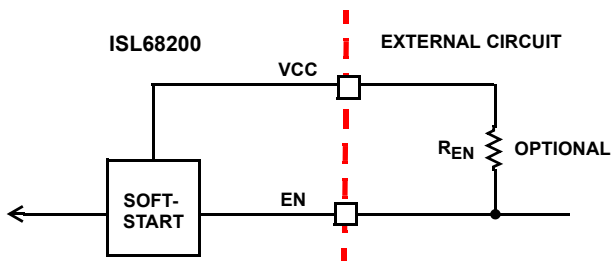 ISL68200
EXTERNAL CIRCUIT
VCC
REN
OPTIONAL
SOFT-
START
EN